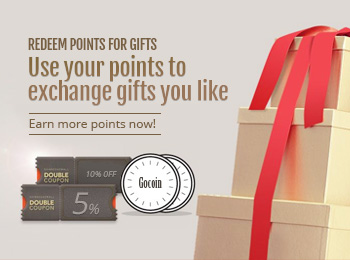 REDEEM POINTS FOR GIFTS
Use your points to
exchange gifts you like
Earn more points now!
DOUBLE
COUPON
10% OFF
DOUBLE
COUPON
5%
Gocoin